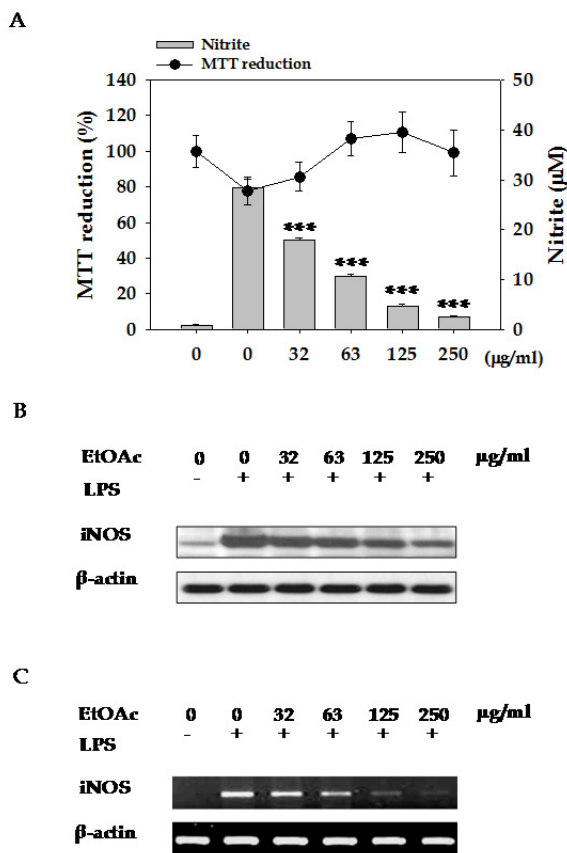 A
Nitrite
MTT reduction
140 50
120
40
100
80 30
60
20
40
10
20
0 0
MTT reduction (%)
Nitrite (μM)
*** *** *** ***
0 0 32 63 125 250 (μg/ml)
B
EtOAc 0 0 32 63 125 250 μg/ml
LPS - + + + + +
iNOS
β-actin
C
EtOAc 0 0 32 63 125 250 μg/ml
LPS - + + + + +
iNOS
β-actin